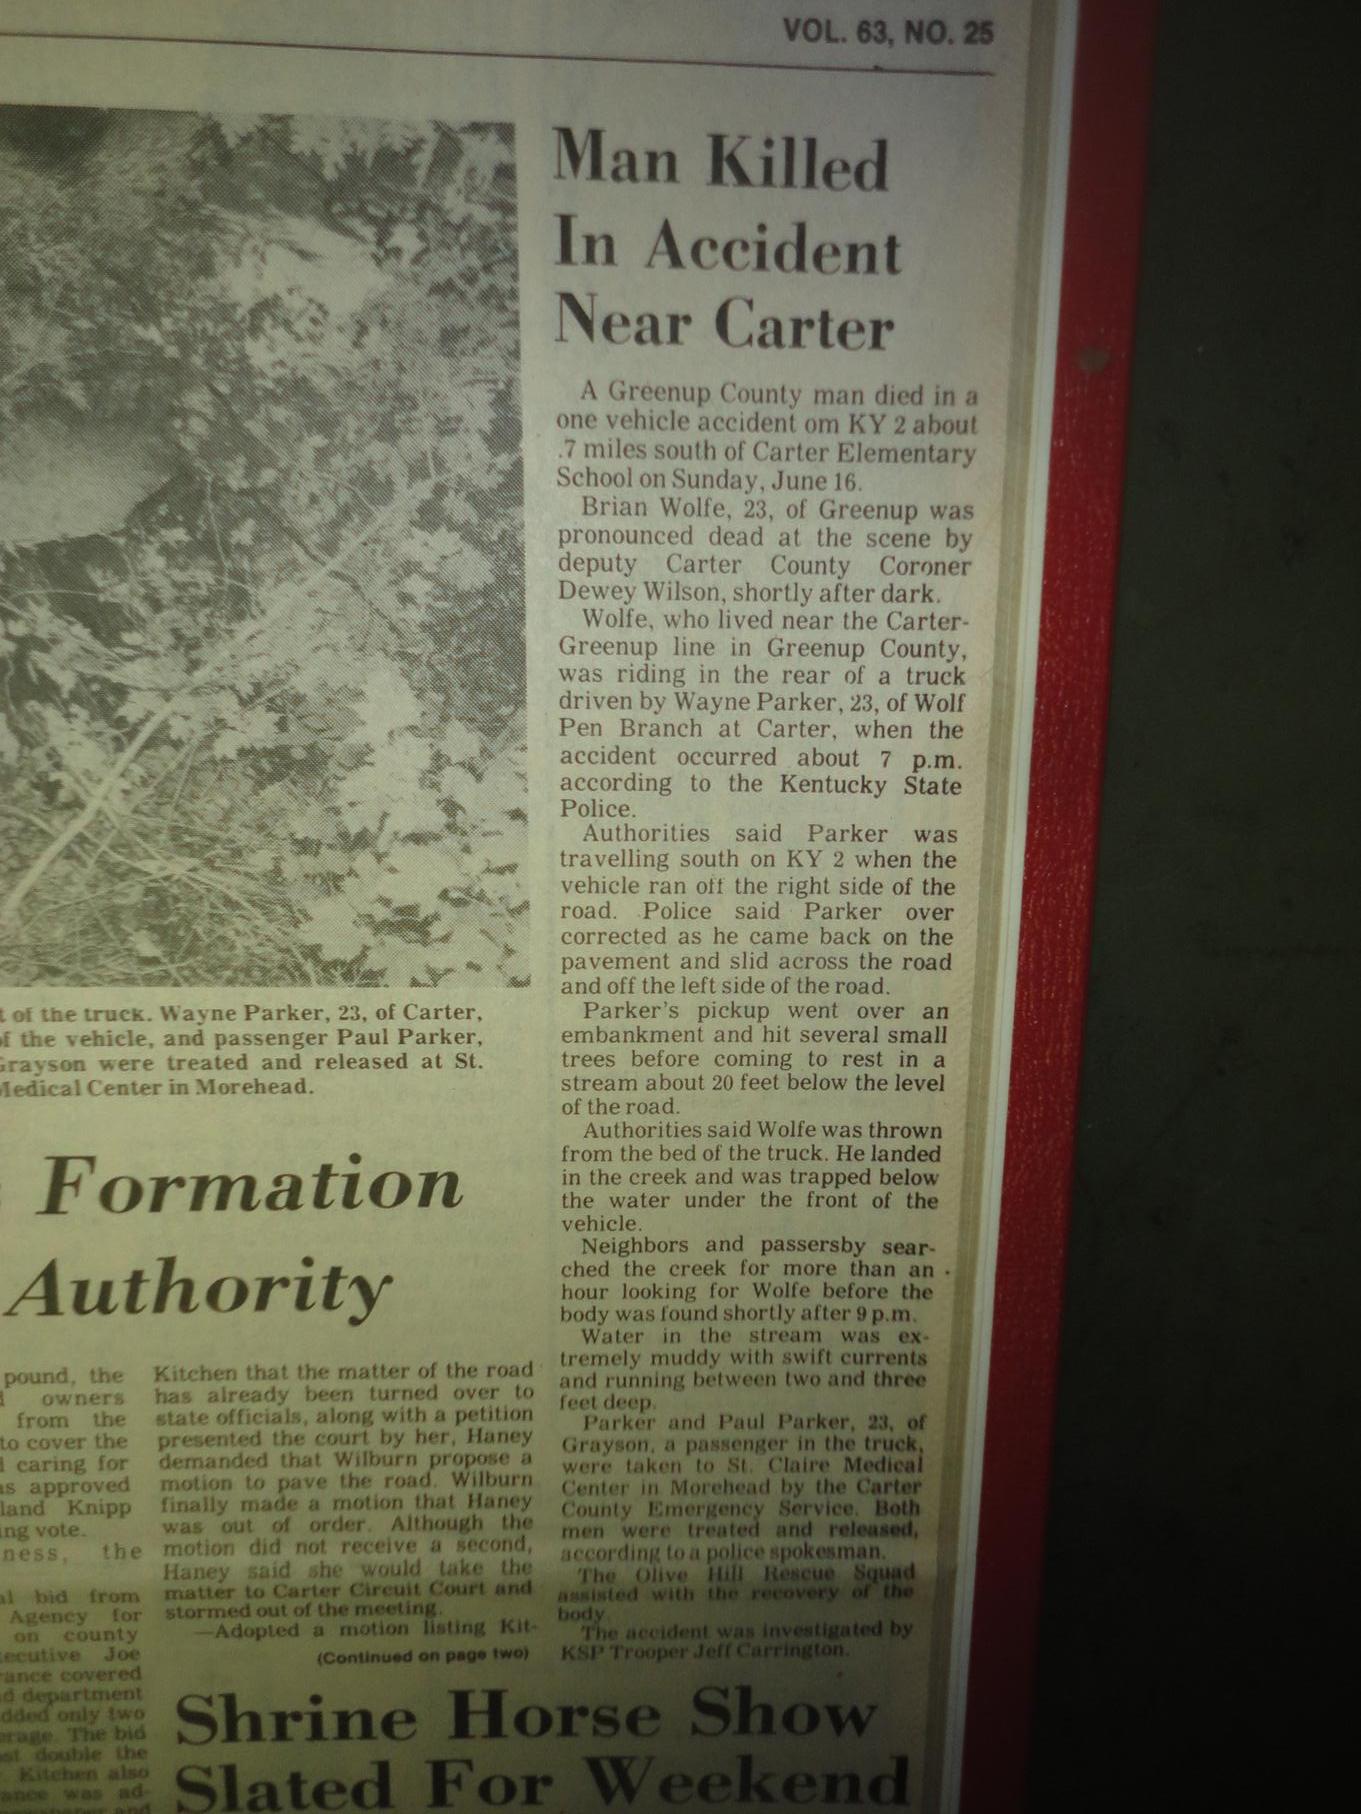 VOL. 63, NO. 25
Man Killed
In Accident
Near Carter
A Greenup County man died in a
one vehicle accident om KY 2 about
.7 miles south of Carter Elementary
School on Sunday, June 16.
Brian Wolfe, 23, of Greenup was
pronounced dead at the scene by
deputy Carter County Coroner
Dewey Wilson, shortly after dark.
Wolfe, who lived near the Carter-
Greenup line in Greenup County,
was riding in the rear of a truck
driven by Wayne Parker, 23, of Wolf
Pen Branch at Carter, when the
accident occurred about 7 p.m.
according to the Kentucky State
Police.
Authorities said Parker was
travelling south on KY 2 when the
vehicle ran off the right side of the
road. Police said Parker over
corrected as he came back on the
pavement and slid across the road
and off the left side of the road.
Parker's pickup went over an
embankment and hit several small
trees before coming to rest in a
stream about 20 feet below the level
of the road.
Authorities said Wolfe was thrown
from the bed of the truck. He landed
in the creek and was trapped below
the water under the front of the
vehicle.
Neighbors and passersby sear-
ched the creek for more than an
hour looking for Wolfe before the
body was found shortly after 9 p.m.
Water in the stream was ex-
tremely muddy with swift currents
and running between two and three
feet deep.
Parker and Paul Parker, 23, of
Grayson, a passenger in the truck,
were taken to St. Claire Medical
Center in Morehead by the Carter
County Emergency Service. Both
men were treated and released,
according to a police spokesman.
The Olive Hill Rescue Squad
assisted with the recovery of the
body.
The accident was investigated by
KSP Trooper Jeff Carrington.
of the truck. Wayne Parker, 23, of Carter,
the vehicle, and passenger Paul Parker,
Grayson were treated and released at St.
Medical Center in Morehead.
Formation
Authority
pound, the
owners
from the
to cover the
caring for
approved
Knipp
vote.
the
bid from
Agency for
on county
Joe
covered
department
only two
The bid
double the
Kitchen also
was ad-
and
Kitchen that the matter of the road
has already been turned over to
state officials, along with a petition
presented the court by her, Haney
demanded that Wilburn propose a
motion to pave the road. Wilburn
finally made a motion that Haney
was out of order. Although the
motion did not receive a second,
Haney said she would take the
matter to Carter Circuit Court and
stormed out of the meeting.
—Adopted a motion listing Kit-
(Continued on page two)
Shrine Horse Show
Slated For Weekend